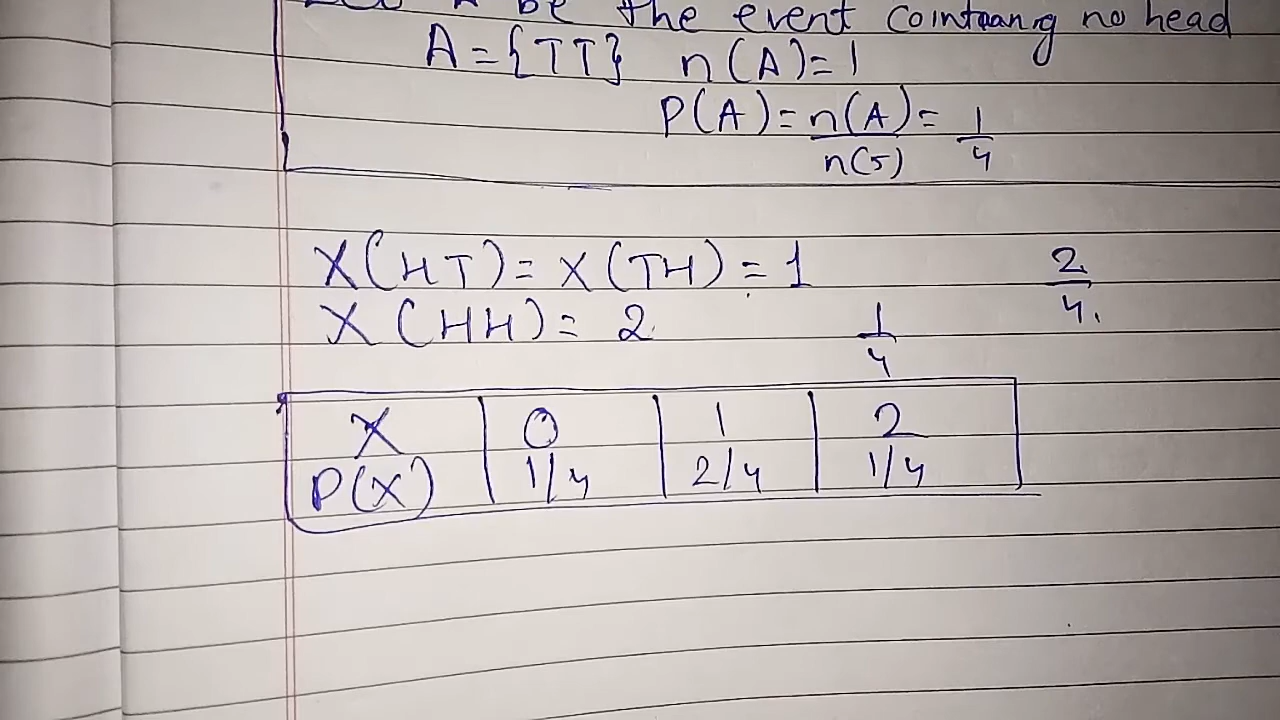 be the event cointaang no head
A = {TT} n(A) = 1
P(A) = n(A)/n(S) = 1/4
X(HT) = X(TH) = 1 2/4.
X(HH) = 2 1/4
X 0 1 2
P(X) 1/4 2/4 1/4